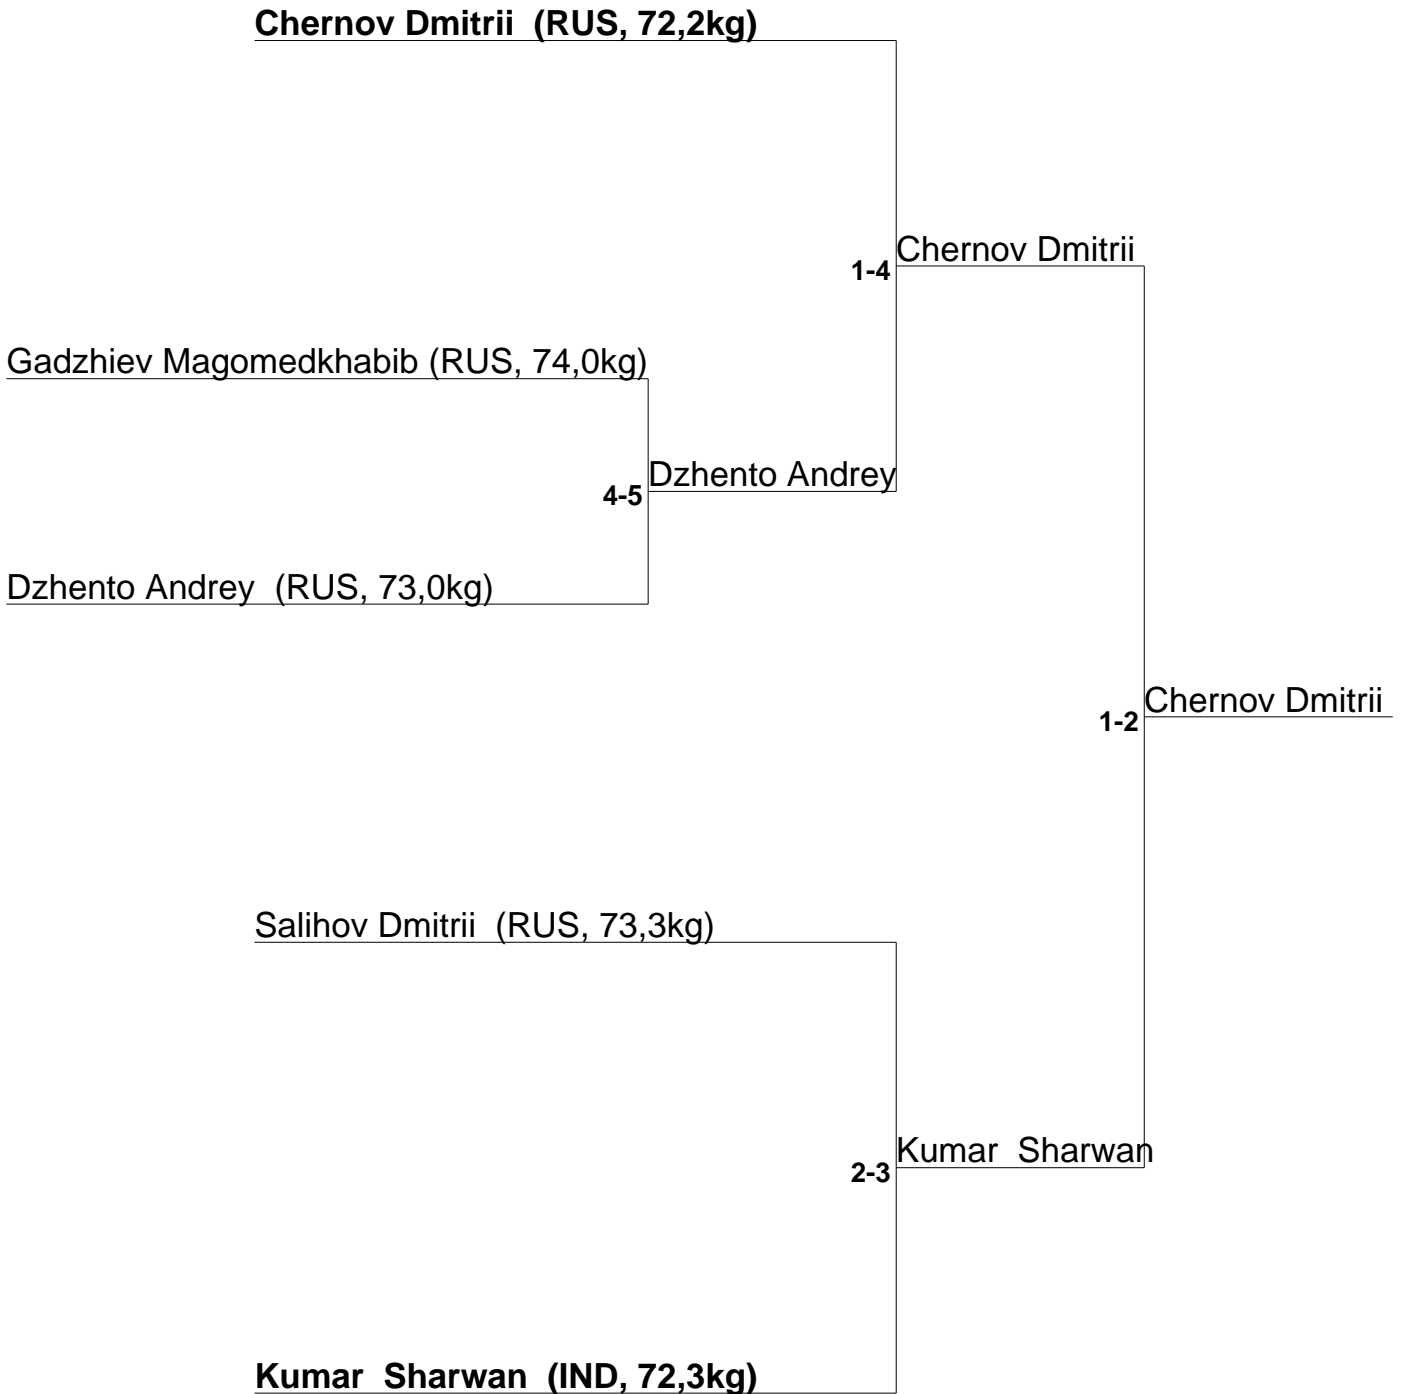 Chernov Dmitrii  (RUS, 72,2kg)
Chernov Dmitrii
1-4
Gadzhiev Magomedkhabib (RUS, 74,0kg)
Dzhento Andrey
4-5
Dzhento Andrey  (RUS, 73,0kg)
Chernov Dmitrii
1-2
Salihov Dmitrii  (RUS, 73,3kg)
Kumar  Sharwan
2-3
Kumar  Sharwan  (IND, 72,3kg)